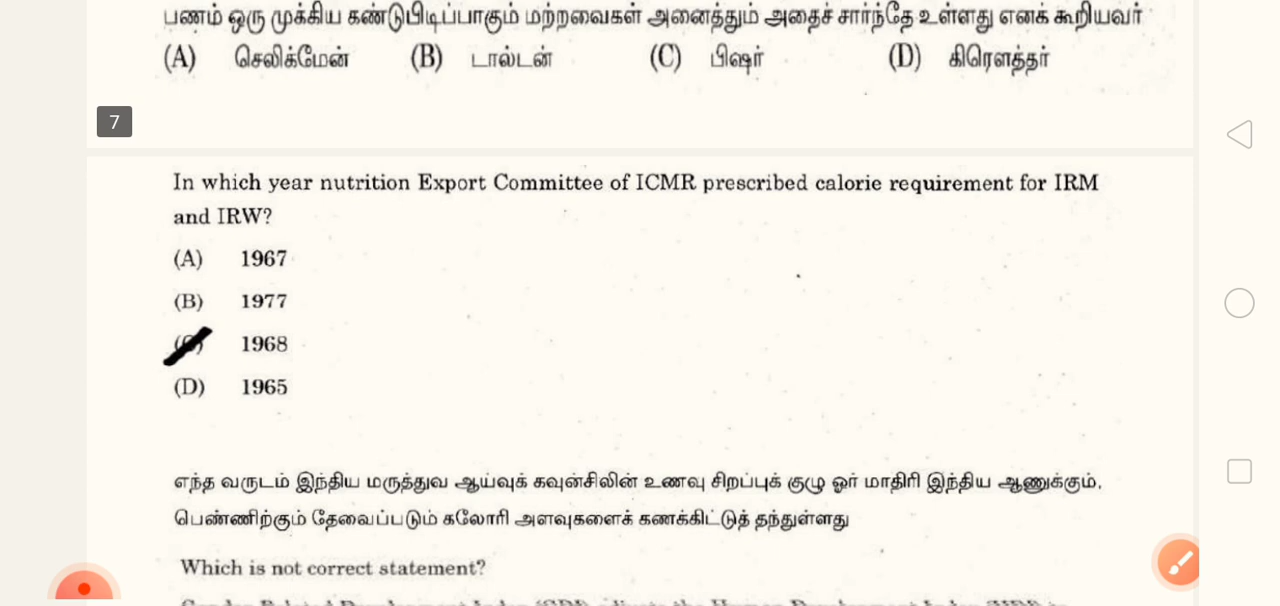 பணம் ஒரு முக்கிய கண்டுபிடிப்பாகும் மற்றவைகள் அனைத்தும் அதைச் சார்ந்தே உள்ளது எனக் கூறியவர்
(A) செலிக்மேன் (B) டால்டன் (C) பிஷர் (D) கிரௌத்தர்
7
In which year nutrition Export Committee of ICMR prescribed calorie requirement for IRM
and IRW?
(A) 1967
(B) 1977
(C) 1968
(D) 1965
எந்த வருடம் இந்திய மருத்துவ ஆய்வுக் கவுன்சிலின் உணவு சிறப்புக் குழு ஓர் மாதிரி இந்திய ஆணுக்கும்,
பெண்ணிற்கும் தேவைப்படும் கலோரி அளவுகளைக் கணக்கிட்டுத் தந்துள்ளது
Which is not correct statement?